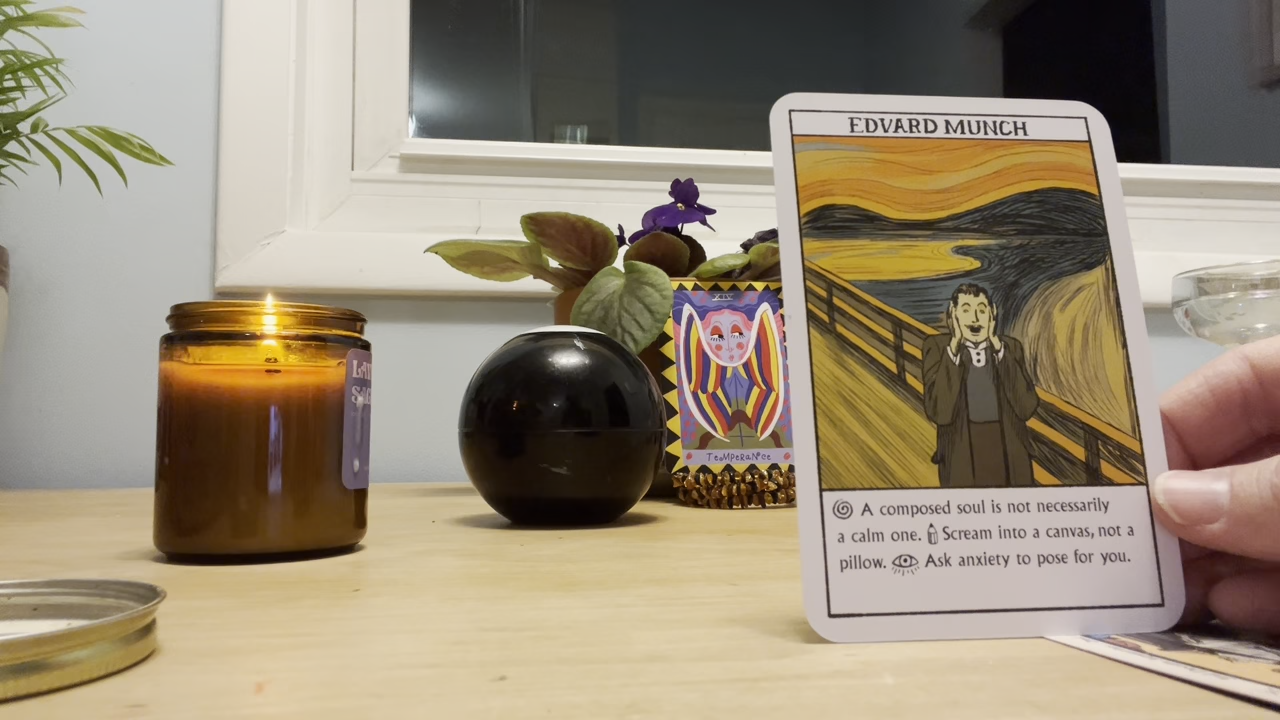 EDVARD MUNCH
A composed soul is not necessarily
a calm one. Scream into a canvas, not a
pillow. Ask anxiety to pose for you.
XIV
TEMPERANCE